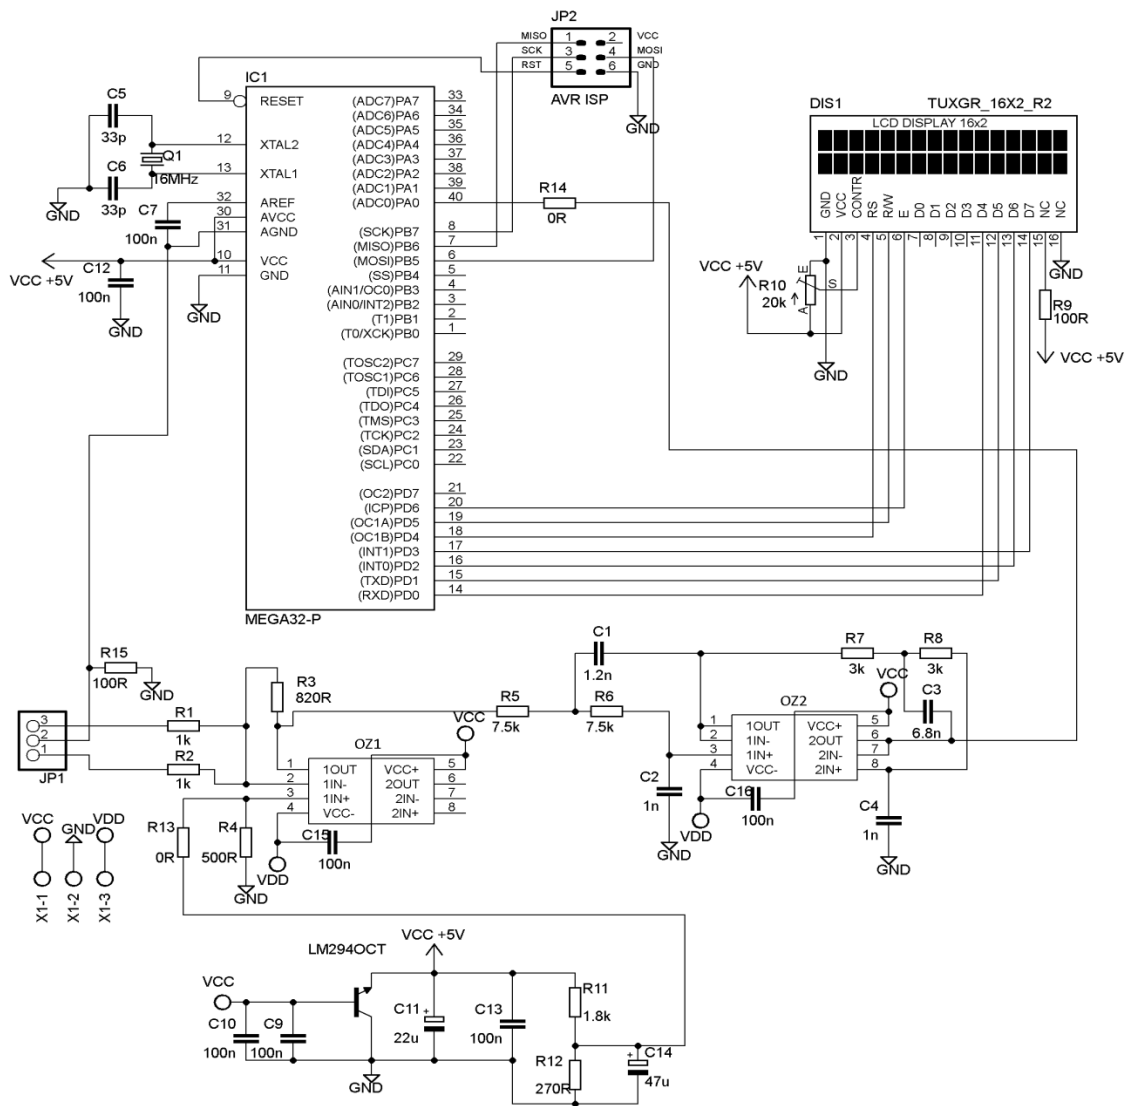 JP2
MISO 1 2 VCC
SCK 3 4 MOSI
RST 5 6 GND
AVR ISP
GND
IC1
9 RESET
12 XTAL2
13 XTAL1
32 AREF
30 AVCC
31 AGND
10 VCC
11 GND
(ADC7)PA7 33
(ADC6)PA6 34
(ADC5)PA5 35
(ADC4)PA4 36
(ADC3)PA3 37
(ADC2)PA2 38
(ADC1)PA1 39
(ADC0)PA0 40
(SCK)PB7 8
(MISO)PB6 7
(MOSI)PB5 6
(SS)PB4 5
(AIN1/OC0)PB3 4
(AIN0/INT2)PB2 3
(T1)PB1 2
(T0/XCK)PB0 1
(TOSC2)PC7 29
(TOSC1)PC6 28
(TDI)PC5 27
(TDO)PC4 26
(TMS)PC3 25
(TCK)PC2 24
(SDA)PC1 23
(SCL)PC0 22
(OC2)PD7 21
(ICP)PD6 20
(OC1A)PD5 19
(OC1B)PD4 18
(INT1)PD3 17
(INT0)PD2 16
(TXD)PD1 15
(RXD)PD0 14
MEGA32-P
C5
33p
Q1
16MHz
C6
33p
GND
C7
100n
VCC +5V
C12
100n
GND
GND
R14
0R
DIS1 TUXGR_16X2_R2
LCD DISPLAY 16x2
GND VCC CONTR RS R/W E D0 D1 D2 D3 D4 D5 D6 D7 NC NC
1 2 3 4 5 6 7 8 9 10 11 12 13 14 15 16
VCC +5V
E
R10
20k
S
A
GND
GND
R9
100R
VCC +5V
R15
100R
GND
3
2
1
JP1
R1
1k
R2
1k
R3
820R
R13
0R
R4
500R
GND
OZ1
1 1OUT VCC+ 5
2 1IN- 2OUT 6
3 1IN+ 2IN- 7
4 VCC- 2IN+ 8
VCC
VDD
C15
100n
R5
7.5k
R6
7.5k
C1
1.2n
C2
1n
GND
R7
3k
R8
3k
VCC
C3
6.8n
OZ2
1 1OUT VCC+ 5
2 1IN- 2OUT 6
3 1IN+ 2IN- 7
4 VCC- 2IN+ 8
VDD
C16
100n
C4
1n
GND
VCC GND VDD
X1-1 X1-2 X1-3
LM294OCT
VCC +5V
VCC
C10
100n
C9
100n
GND
C11
+
22u
C13
100n
R11
1.8k
R12
270R
+
C14
47u